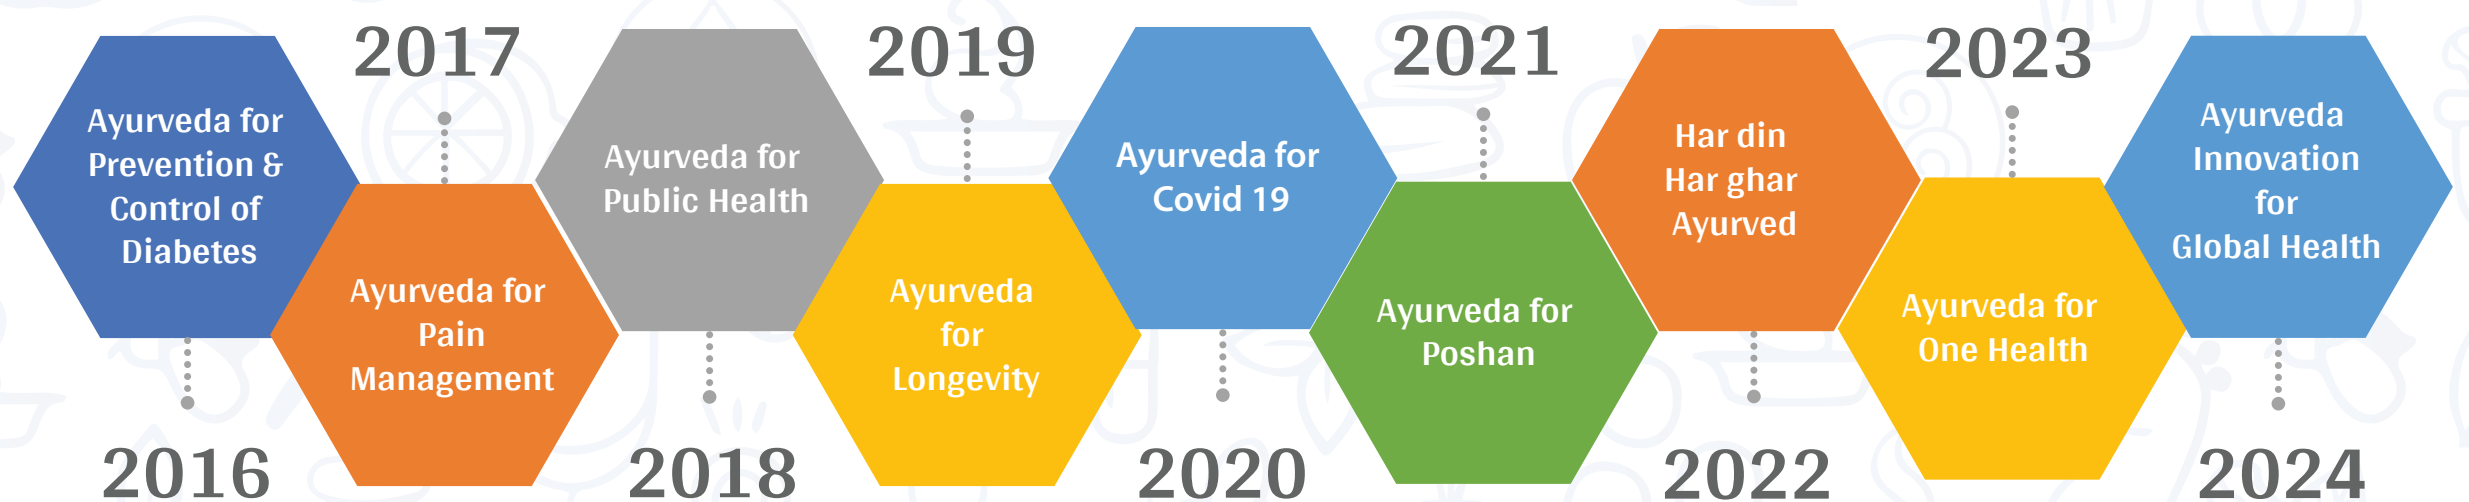 2016
Ayurveda for
Prevention &
Control of
Diabetes
2017
Ayurveda for
Pain
Management
2018
Ayurveda for
Public Health
2019
Ayurveda
for
Longevity
2020
Ayurveda for
Covid 19
2021
Ayurveda for
Poshan
2022
Har din
Har ghar
Ayurved
2023
Ayurveda for
One Health
2024
Ayurveda
Innovation
for
Global Health